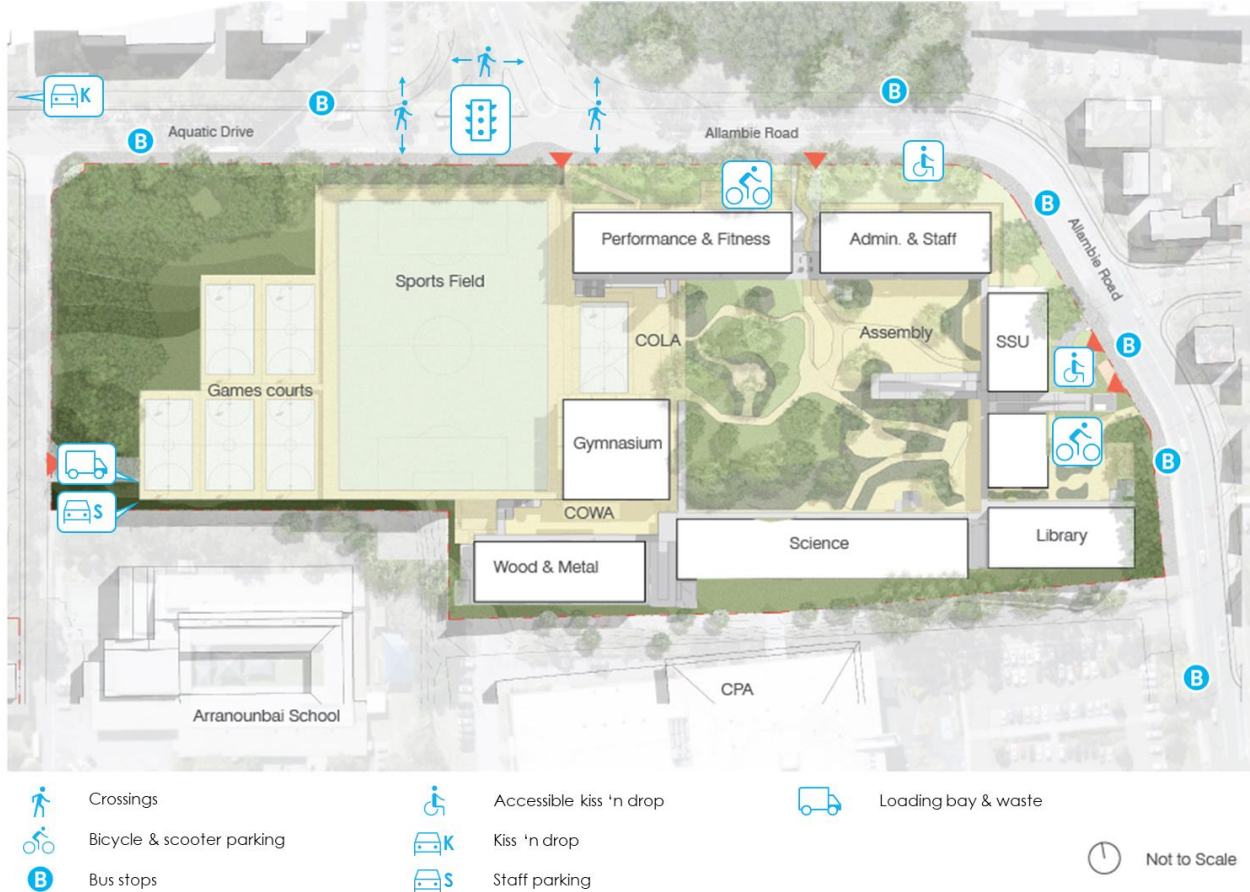 K
B
B
Aquatic Drive
B
Allambie Road
B
Allambie Road
Performance & Fitness
Admin. & Staff
Sports Field
COLA
Assembly
SSU
B
Games courts
Gymnasium
B
S
COWA
Science
Library
Wood & Metal
B
CPA
Arranounbai School
Crossings
Accessible kiss ‘n drop
Loading bay & waste
Bicycle & scooter parking
K
Kiss ‘n drop
B
Bus stops
S
Staff parking
Not to Scale